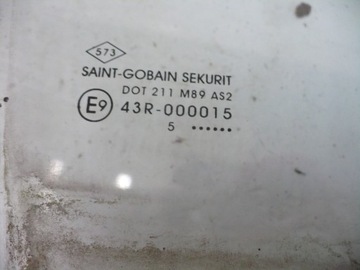 573
SAINT-GOBAIN SEKURIT
DOT 211 M89 AS2
E9 43R-000015
5 ••••••